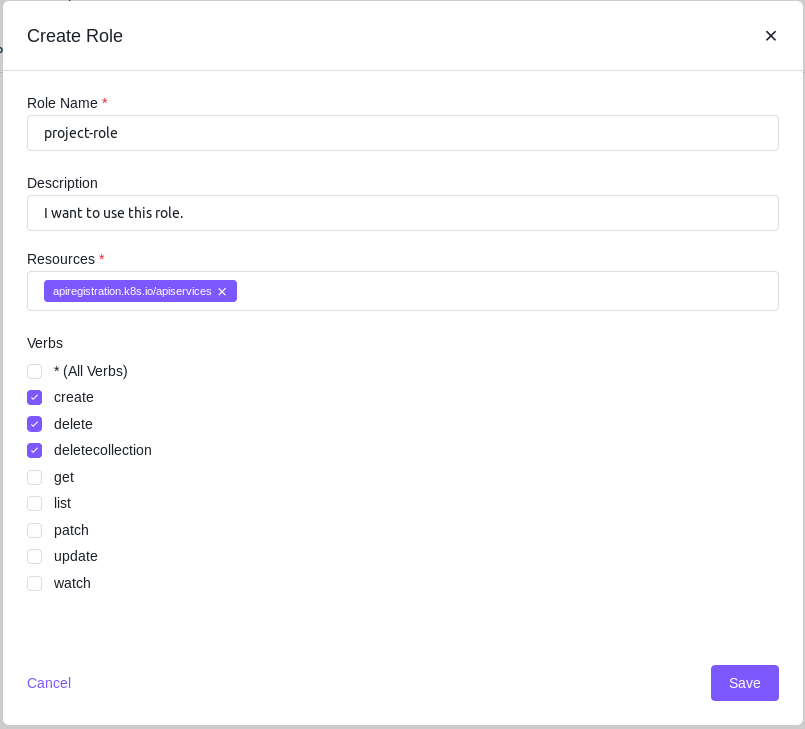 Create Role
Role Name *
project-role
Description
I want to use this role.
Resources *
apiregistration.k8s.io/apiservices
Verbs
* (All Verbs)
create
delete
deletecollection
get
list
patch
update
watch
Cancel
Save